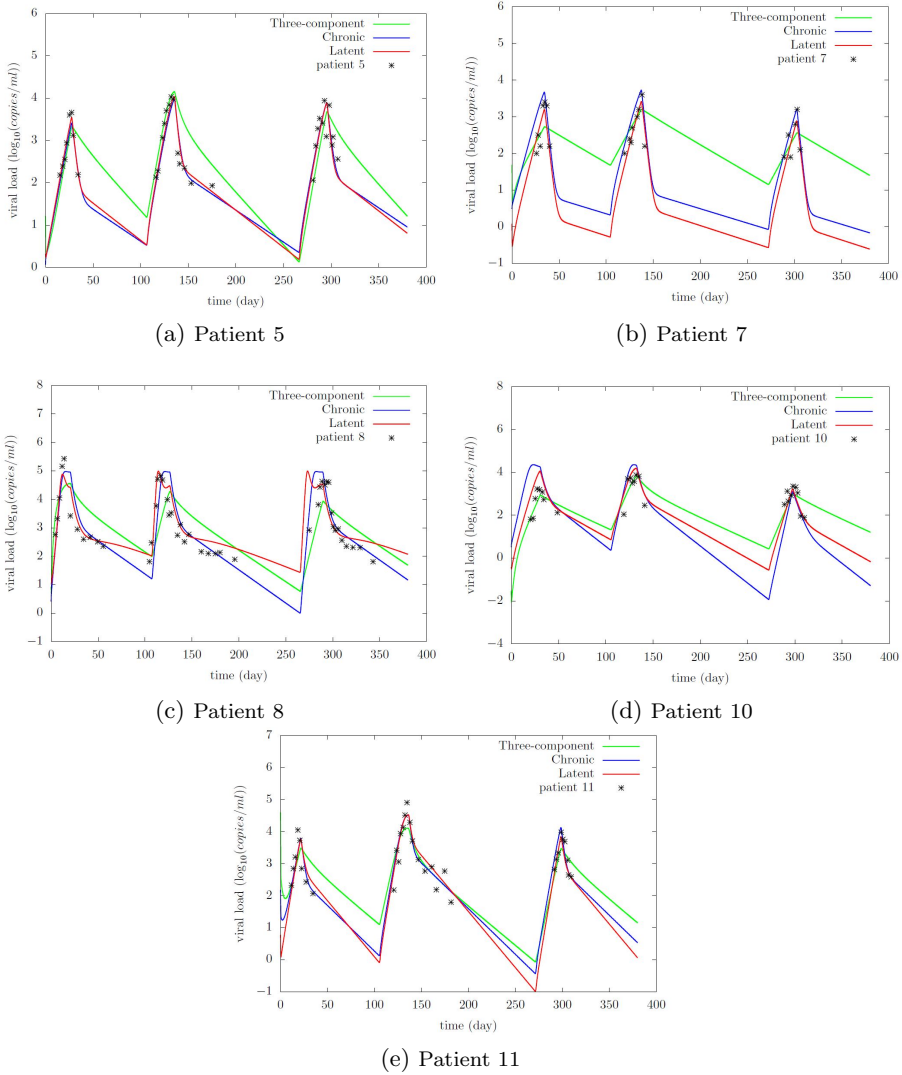 6
5
4
3
2
1
0
0 50 100 150 200 250 300 350 400
viral load (log10(copies/ml))
time (day)
Three-component
Chronic
Latent
patient 5
(a) Patient 5
7
6
5
4
3
2
1
0
−1
0 50 100 150 200 250 300 350 400
viral load (log10(copies/ml))
time (day)
Three-component
Chronic
Latent
patient 7
(b) Patient 7
8
7
6
5
4
3
2
1
0
−1
0 50 100 150 200 250 300 350 400
viral load (log10(copies/ml))
time (day)
Three-component
Chronic
Latent
patient 8
(c) Patient 8
8
6
4
2
0
−2
−4
0 50 100 150 200 250 300 350 400
viral load (log10(copies/ml))
time (day)
Three-component
Chronic
Latent
patient 10
(d) Patient 10
7
6
5
4
3
2
1
0
−1
0 50 100 150 200 250 300 350 400
viral load (log10(copies/ml))
time (day)
Three-component
Chronic
Latent
patient 11
(e) Patient 11